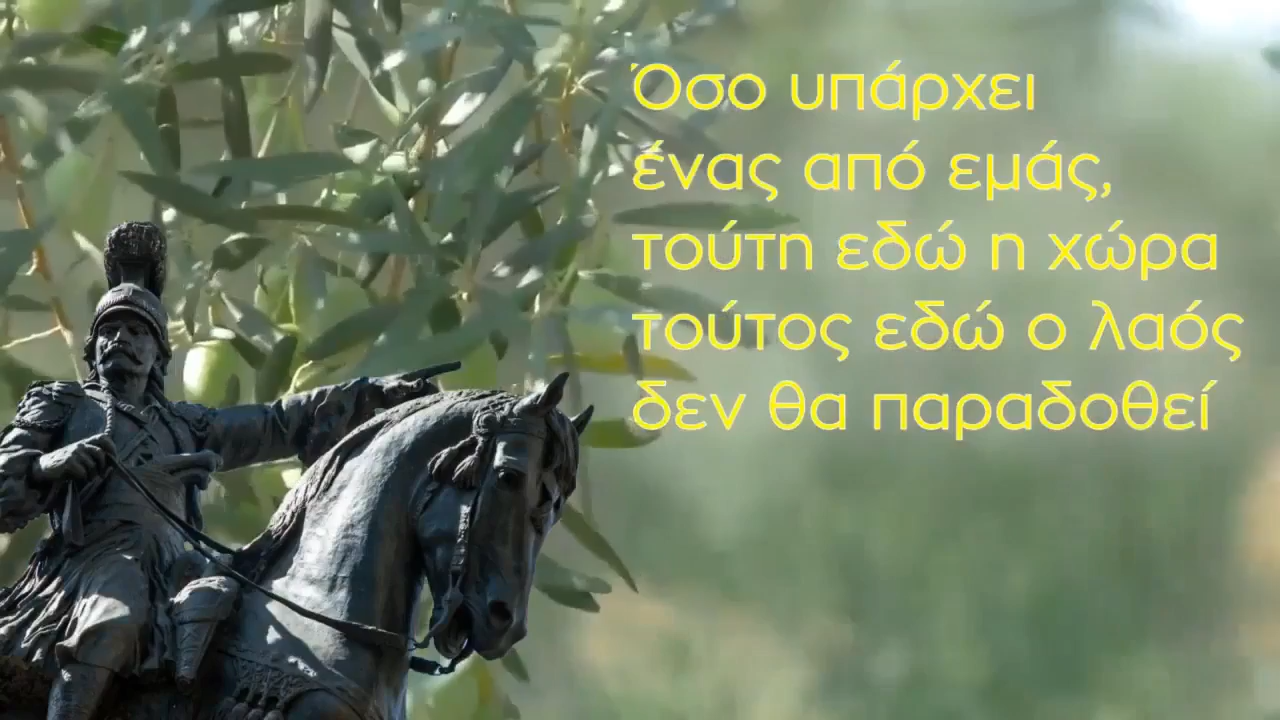 Όσο υπάρχει
ένας από εμάς,
τούτη εδώ η χώρα
τούτος εδώ ο λαός
δεν θα παραδοθεί